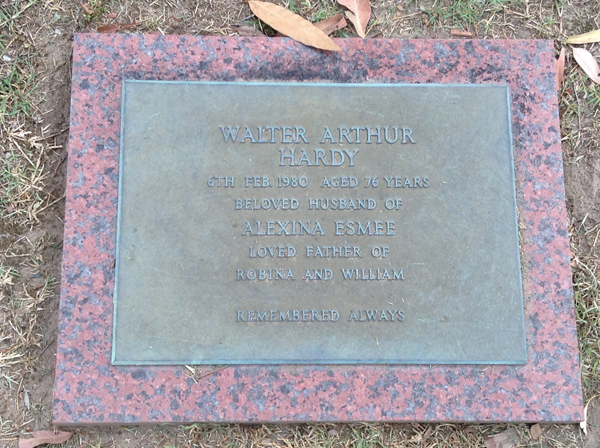 WALTER ARTHUR
HARDY
6TH FEB. 1980 AGED 76 YEARS
BELOVED HUSBAND OF
ALEXINA ESMEE
LOVED FATHER OF
ROBINA AND WILLIAM
REMEMBERED ALWAYS